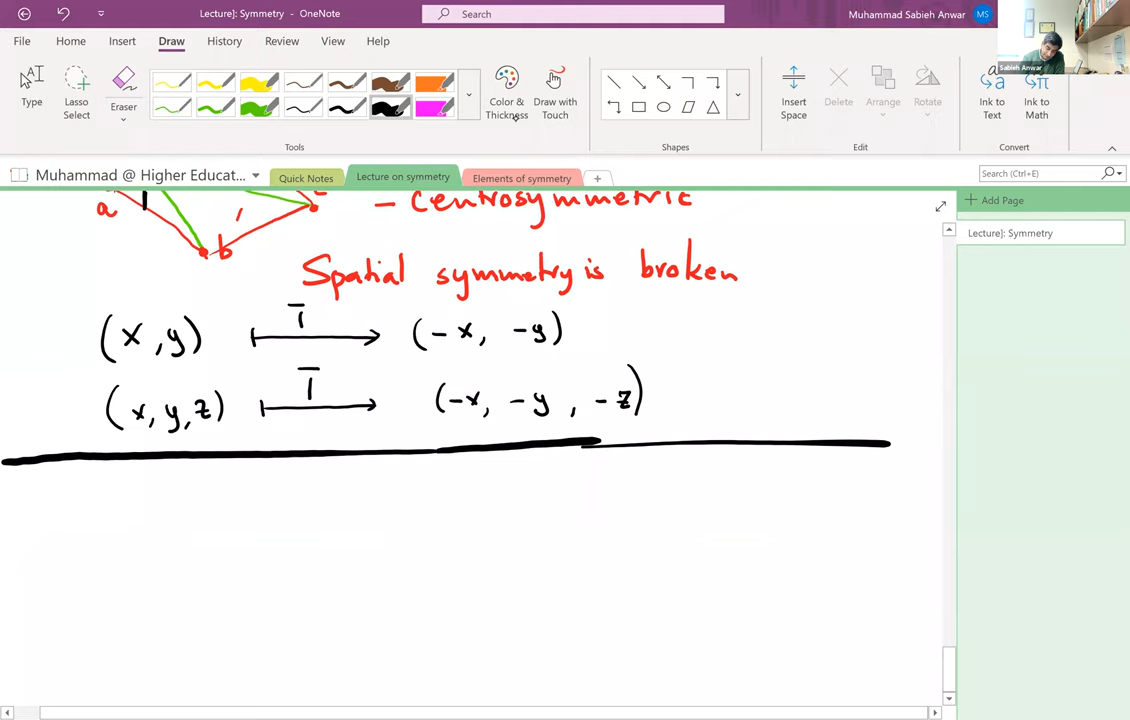 Lecture]: Symmetry - OneNote
Search
Muhammad Sabieh Anwar
MS
File Home Insert Draw History Review View Help
Sabieh Anwar
Type
Lasso Select
Eraser
Color & Thickness
Draw with Touch
Insert Space
Delete
Arrange
Rotate
Ink to Text
Ink to Math
Tools
Shapes
Edit
Convert
Muhammad @ Higher Educat...
Quick Notes
Lecture on symmetry
Elements of symmetry
+
Search (Ctrl+E)
+ Add Page
Lecture]: Symmetry
a
b
- Centrosymmetric
Spatial symmetry is broken
(x, y) ↦ 1̅ (-x, -y)
(x, y, z) ↦ 1̅ (-x, -y, -z)